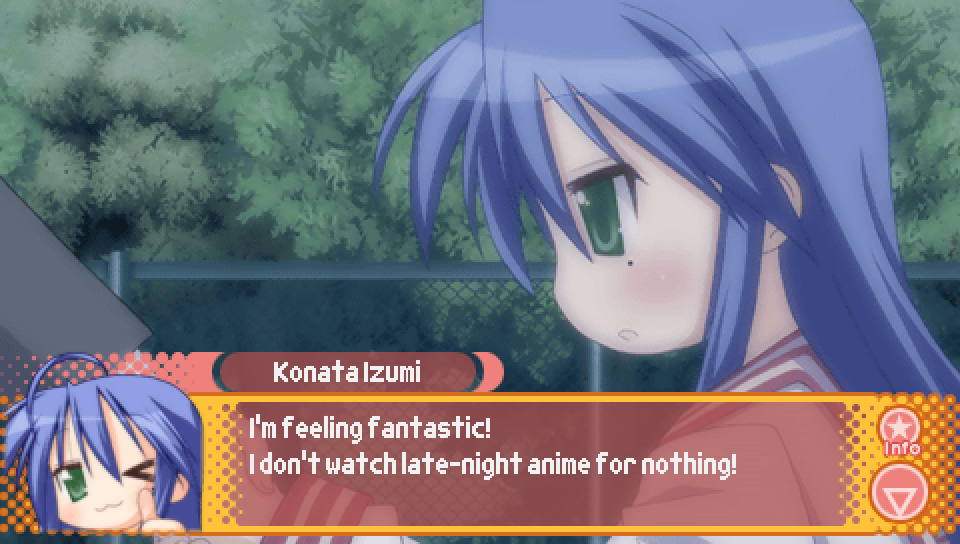 Konata Izumi
I'm feeling fantastic!
I don't watch late-night anime for nothing!
Info